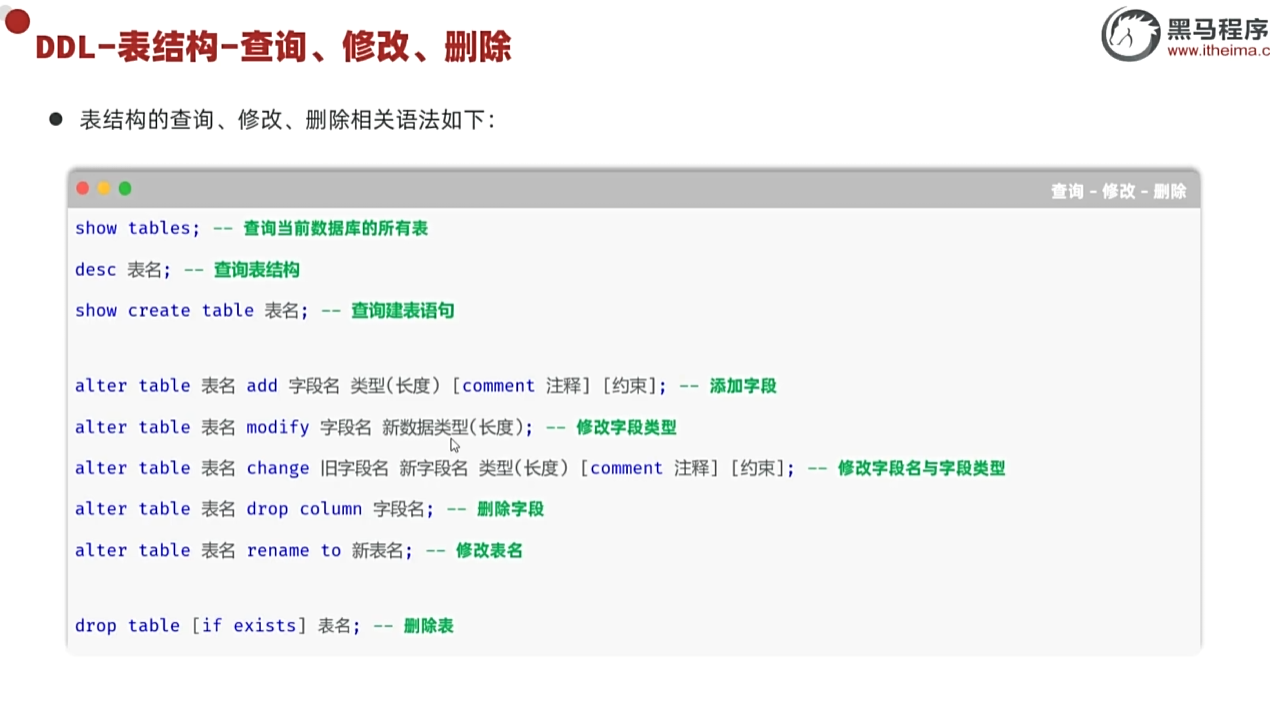 DDL-表结构-查询、修改、删除
黑马程序
www.itheima.c
表结构的查询、修改、删除相关语法如下：
查询 - 修改 - 删除
show tables; -- 查询当前数据库的所有表
desc 表名; -- 查询表结构
show create table 表名; -- 查询建表语句
alter table 表名 add 字段名 类型(长度) [comment 注释] [约束]; -- 添加字段
alter table 表名 modify 字段名 新数据类型(长度); -- 修改字段类型
alter table 表名 change 旧字段名 新字段名 类型(长度) [comment 注释] [约束]; -- 修改字段名与字段类型
alter table 表名 drop column 字段名; -- 删除字段
alter table 表名 rename to 新表名; -- 修改表名
drop table [if exists] 表名; -- 删除表